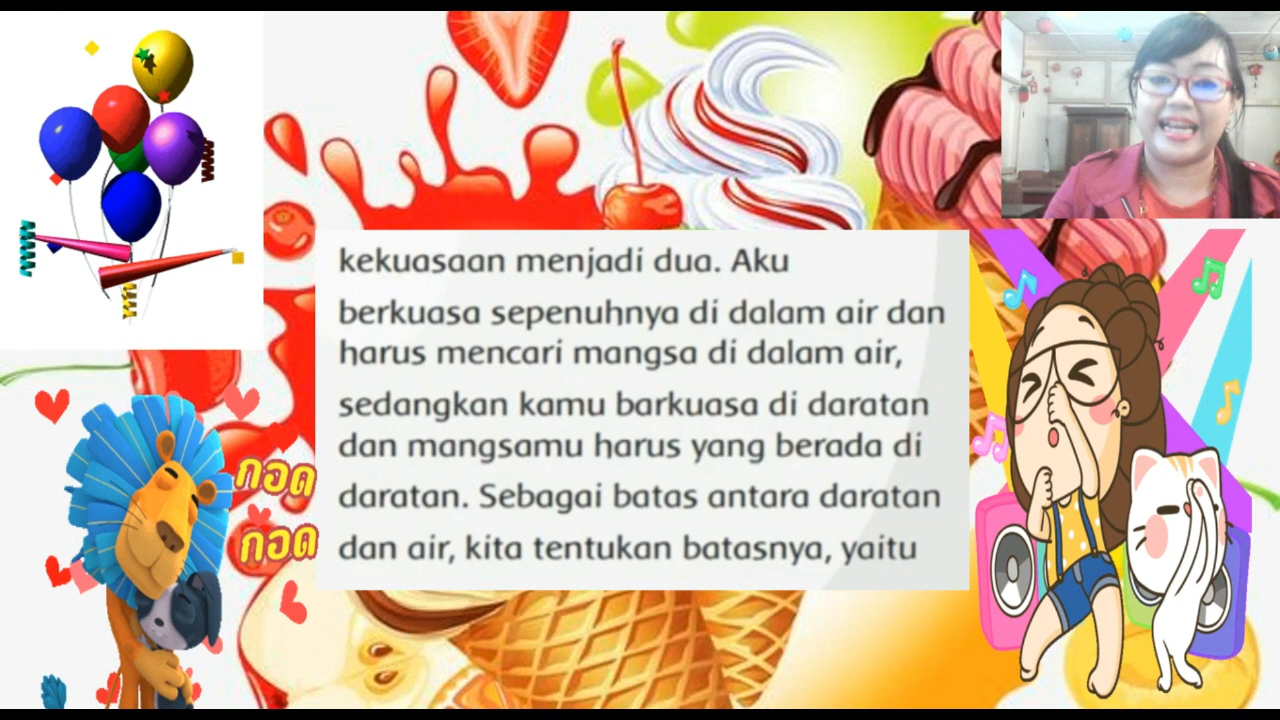 kekuasaan menjadi dua. Aku
berkuasa sepenuhnya di dalam air dan
harus mencari mangsa di dalam air,
sedangkan kamu barkuasa di daratan
dan mangsamu harus yang berada di
daratan. Sebagai batas antara daratan
dan air, kita tentukan batasnya, yaitu
กอด
กอด